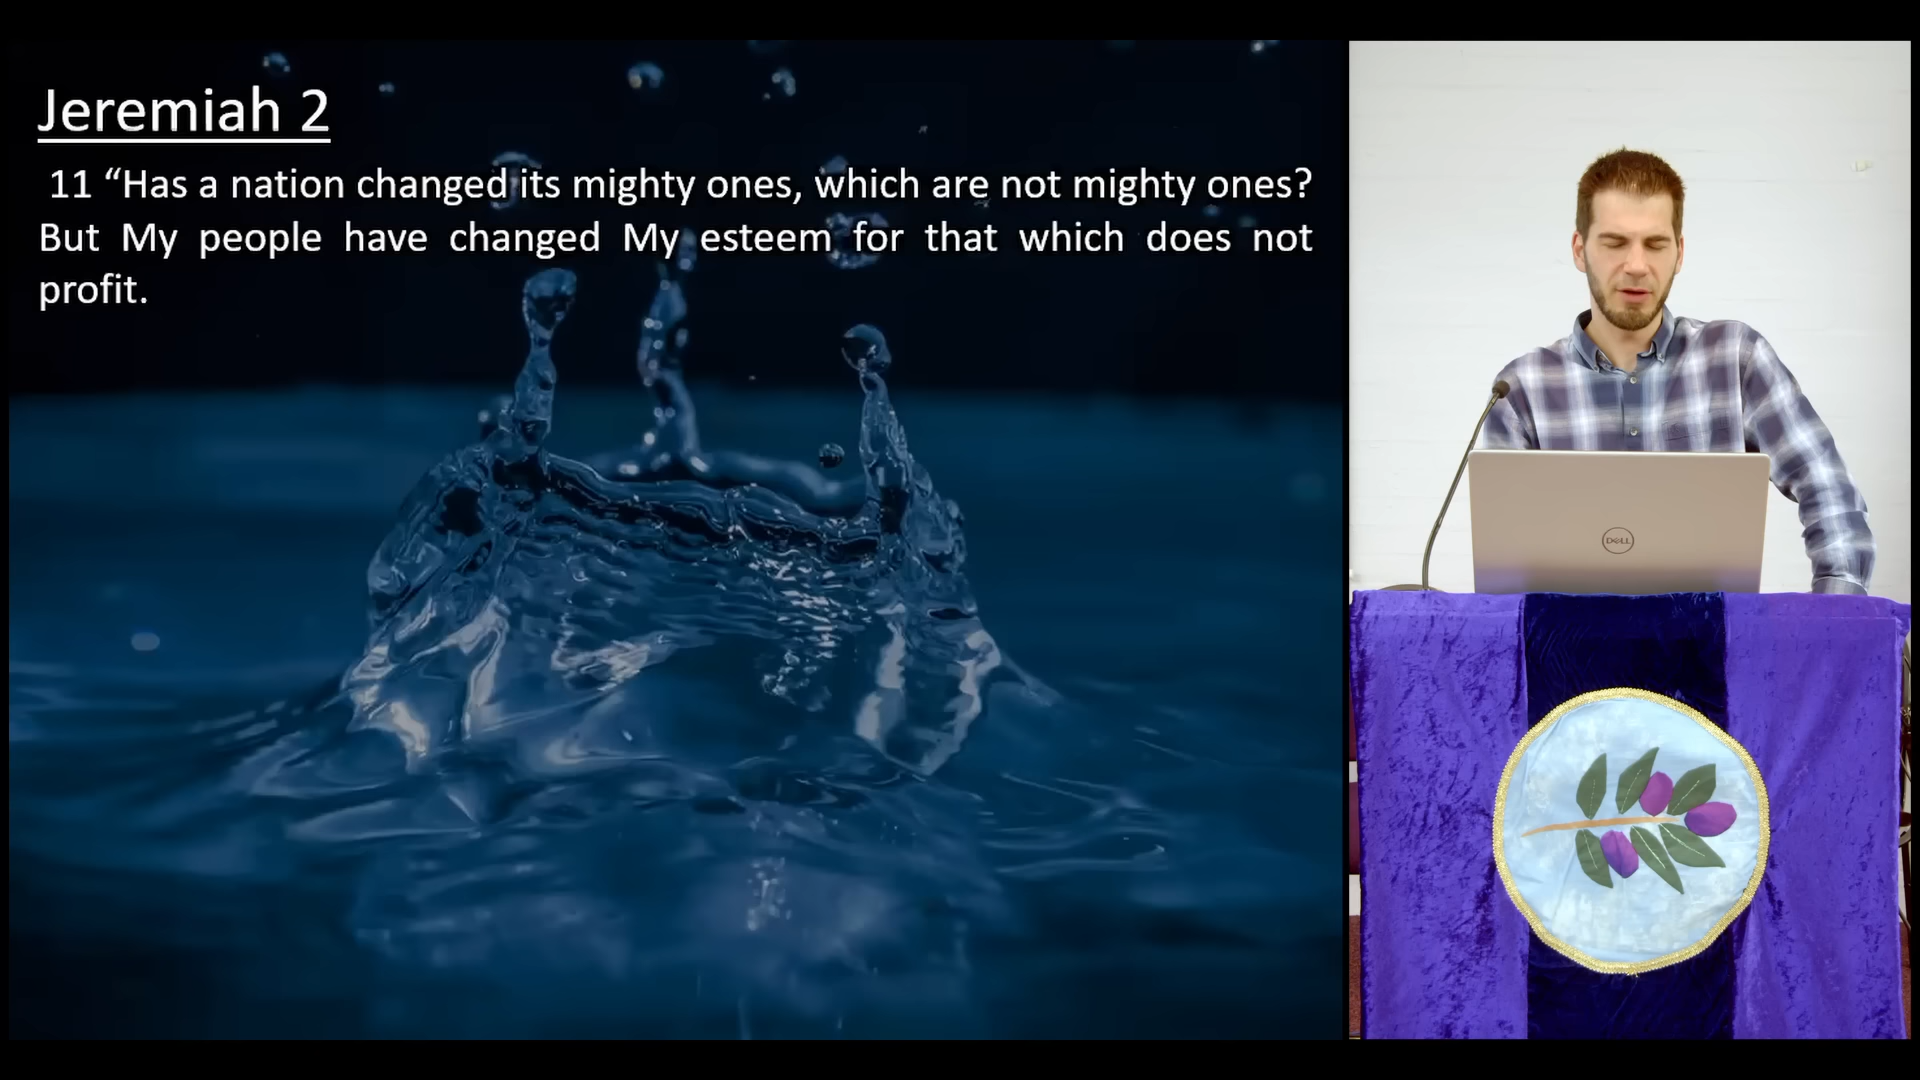 Jeremiah 2
11 “Has a nation changed its mighty ones, which are not mighty ones?
But My people have changed My esteem for that which does not
profit.
DELL